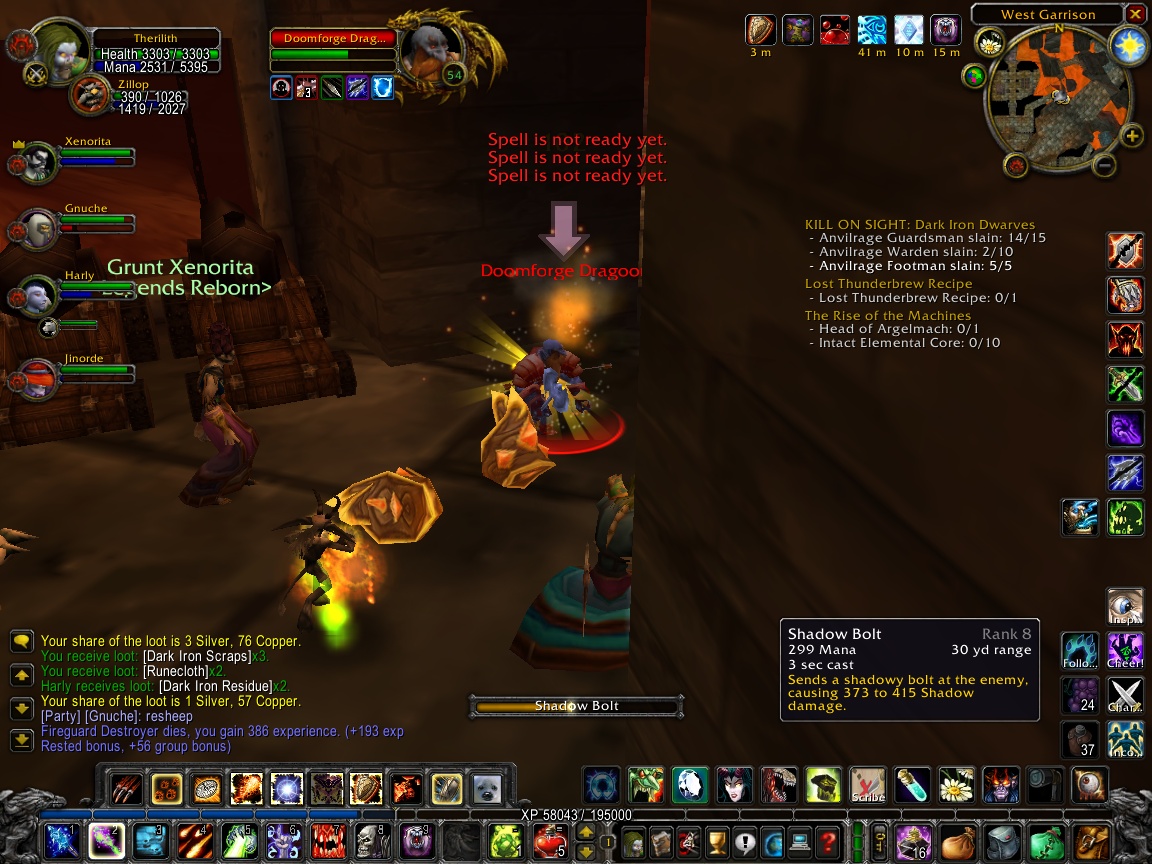 Therilith
Health 3303 / 3303
Mana 2531 / 5395
Zillop
390 / 1026
1419 / 2027
Doomforge Drag...
54
3
3 m
41 m
10 m
15 m
West Garrison
N
Xenorita
Gnuche
Harly
Jinorde
Spell is not ready yet.
Spell is not ready yet.
Spell is not ready yet.
Grunt Xenorita
ends Reborn>
Doomforge Dragoo
KILL ON SIGHT: Dark Iron Dwarves
- Anvilrage Guardsman slain: 14/15
- Anvilrage Warden slain: 2/10
- Anvilrage Footman slain: 5/5
Lost Thunderbrew Recipe
- Lost Thunderbrew Recipe: 0/1
The Rise of the Machines
- Head of Argelmach: 0/1
- Intact Elemental Core: 0/10
Your share of the loot is 3 Silver, 76 Copper.
You receive loot: [Dark Iron Scraps]x3.
You receive loot: [Runecloth]x2.
Harly receives loot: [Dark Iron Residue]x2.
Your share of the loot is 1 Silver, 57 Copper.
[Party] [Gnuche]: resheep
Fireguard Destroyer dies, you gain 386 experience. (+193 exp
Rested bonus, +56 group bonus)
Shadow Bolt
Shadow Bolt Rank 8
299 Mana 30 yd range
3 sec cast
Sends a shadowy bolt at the enemy,
causing 373 to 415 Shadow
damage.
Insp...
Follo...
Cheer!
24
Char...
37
Inco...
Scribe
XP 58043 / 195000
1
2
3
4
5
6
7
8
9
5
1
16